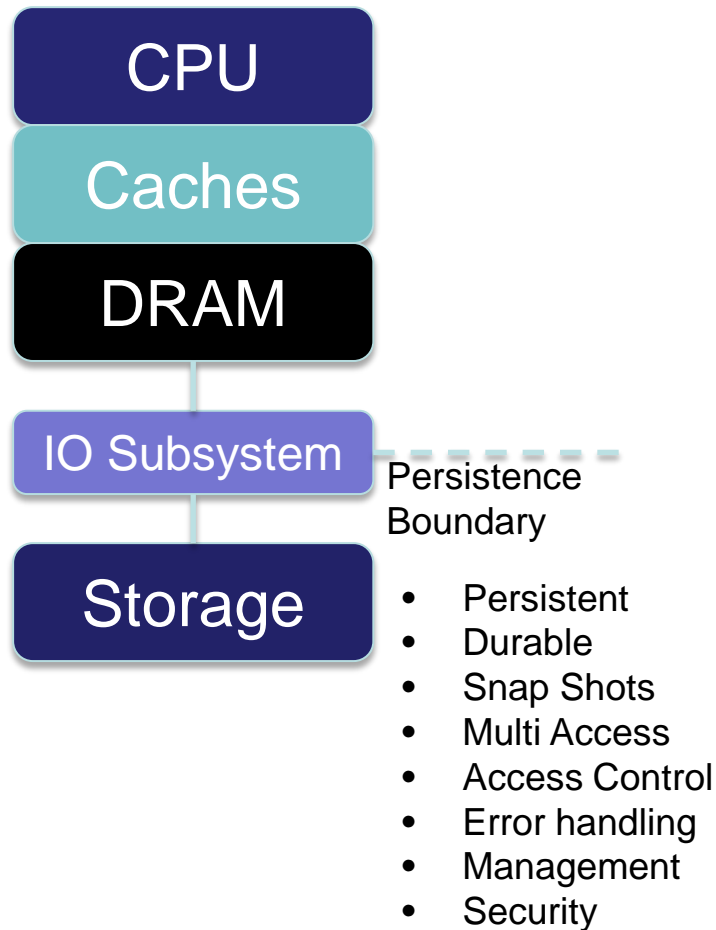 CPU
Caches
DRAM
IO Subsystem
Persistence
Boundary
Storage
• Persistent
• Durable
• Snap Shots
• Multi Access
• Access Control
• Error handling
• Management
• Security